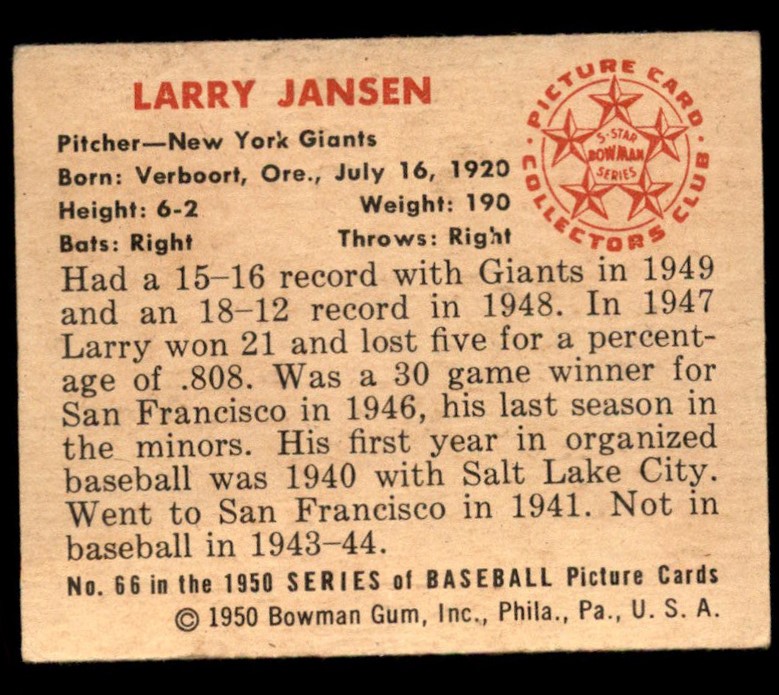 LARRY JANSEN
PICTURE CARD
COLLECTORS CLUB
5-STAR
BOWMAN
SERIES
Pitcher—New York Giants
Born: Verboort, Ore., July 16, 1920
Height: 6-2 Weight: 190
Bats: Right Throws: Right
Had a 15–16 record with Giants in 1949
and an 18–12 record in 1948. In 1947
Larry won 21 and lost five for a percent-
age of .808. Was a 30 game winner for
San Francisco in 1946, his last season in
the minors. His first year in organized
baseball was 1940 with Salt Lake City.
Went to San Francisco in 1941. Not in
baseball in 1943–44.
No. 66 in the 1950 SERIES of BASEBALL Picture Cards
© 1950 Bowman Gum, Inc., Phila., Pa., U. S. A.